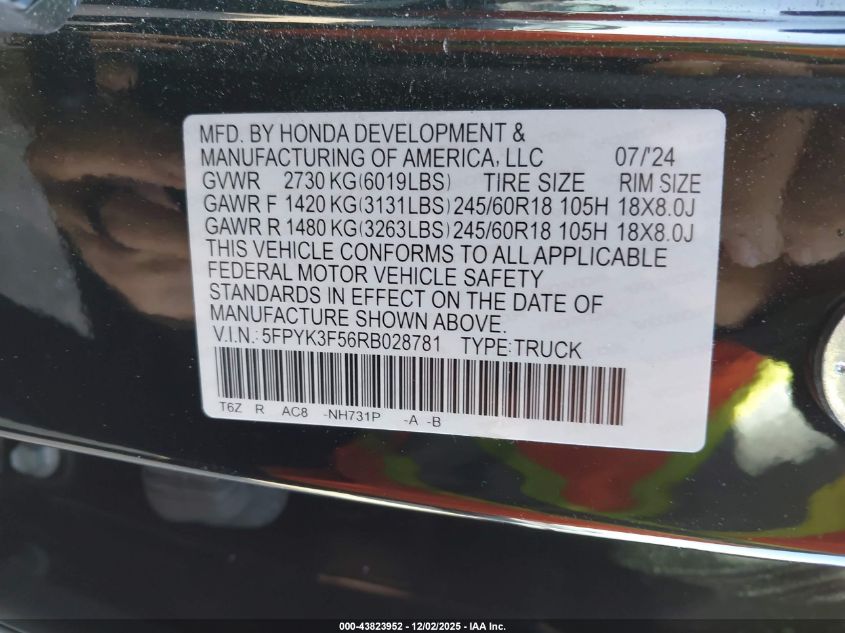 MFD. BY HONDA DEVELOPMENT &
MANUFACTURING OF AMERICA, LLC 07/'24
GVWR 2730 KG(6019LBS) TIRE SIZE RIM SIZE
GAWR F 1420 KG(3131LBS) 245/60R18 105H 18X8.0J
GAWR R 1480 KG(3263LBS) 245/60R18 105H 18X8.0J
THIS VEHICLE CONFORMS TO ALL APPLICABLE
FEDERAL MOTOR VEHICLE SAFETY
STANDARDS IN EFFECT ON THE DATE OF
MANUFACTURE SHOWN ABOVE.
V.I.N.: 5FPYK3F56RB028781 TYPE:TRUCK
T6Z R AC8 -NH731P -A -B
000-43823952 - 12/02/2025 - IAA Inc.